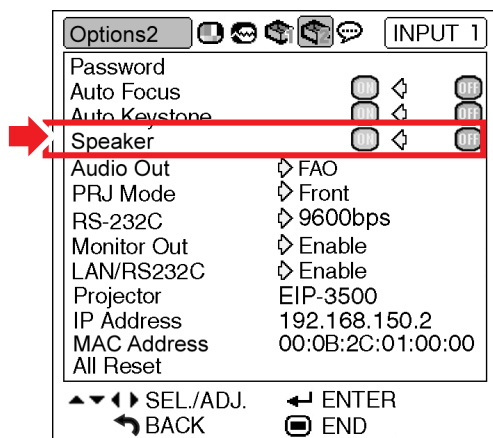 Options2 1 2 INPUT 1
Password
Auto Focus ON OFF
Auto Keystone ON OFF
Speaker ON OFF
Audio Out FAO
PRJ Mode Front
RS-232C 9600bps
Monitor Out Enable
LAN/RS232C Enable
Projector EIP-3500
IP Address 192.168.150.2
MAC Address 00:0B:2C:01:00:00
All Reset
SEL./ADJ. ENTER
BACK END